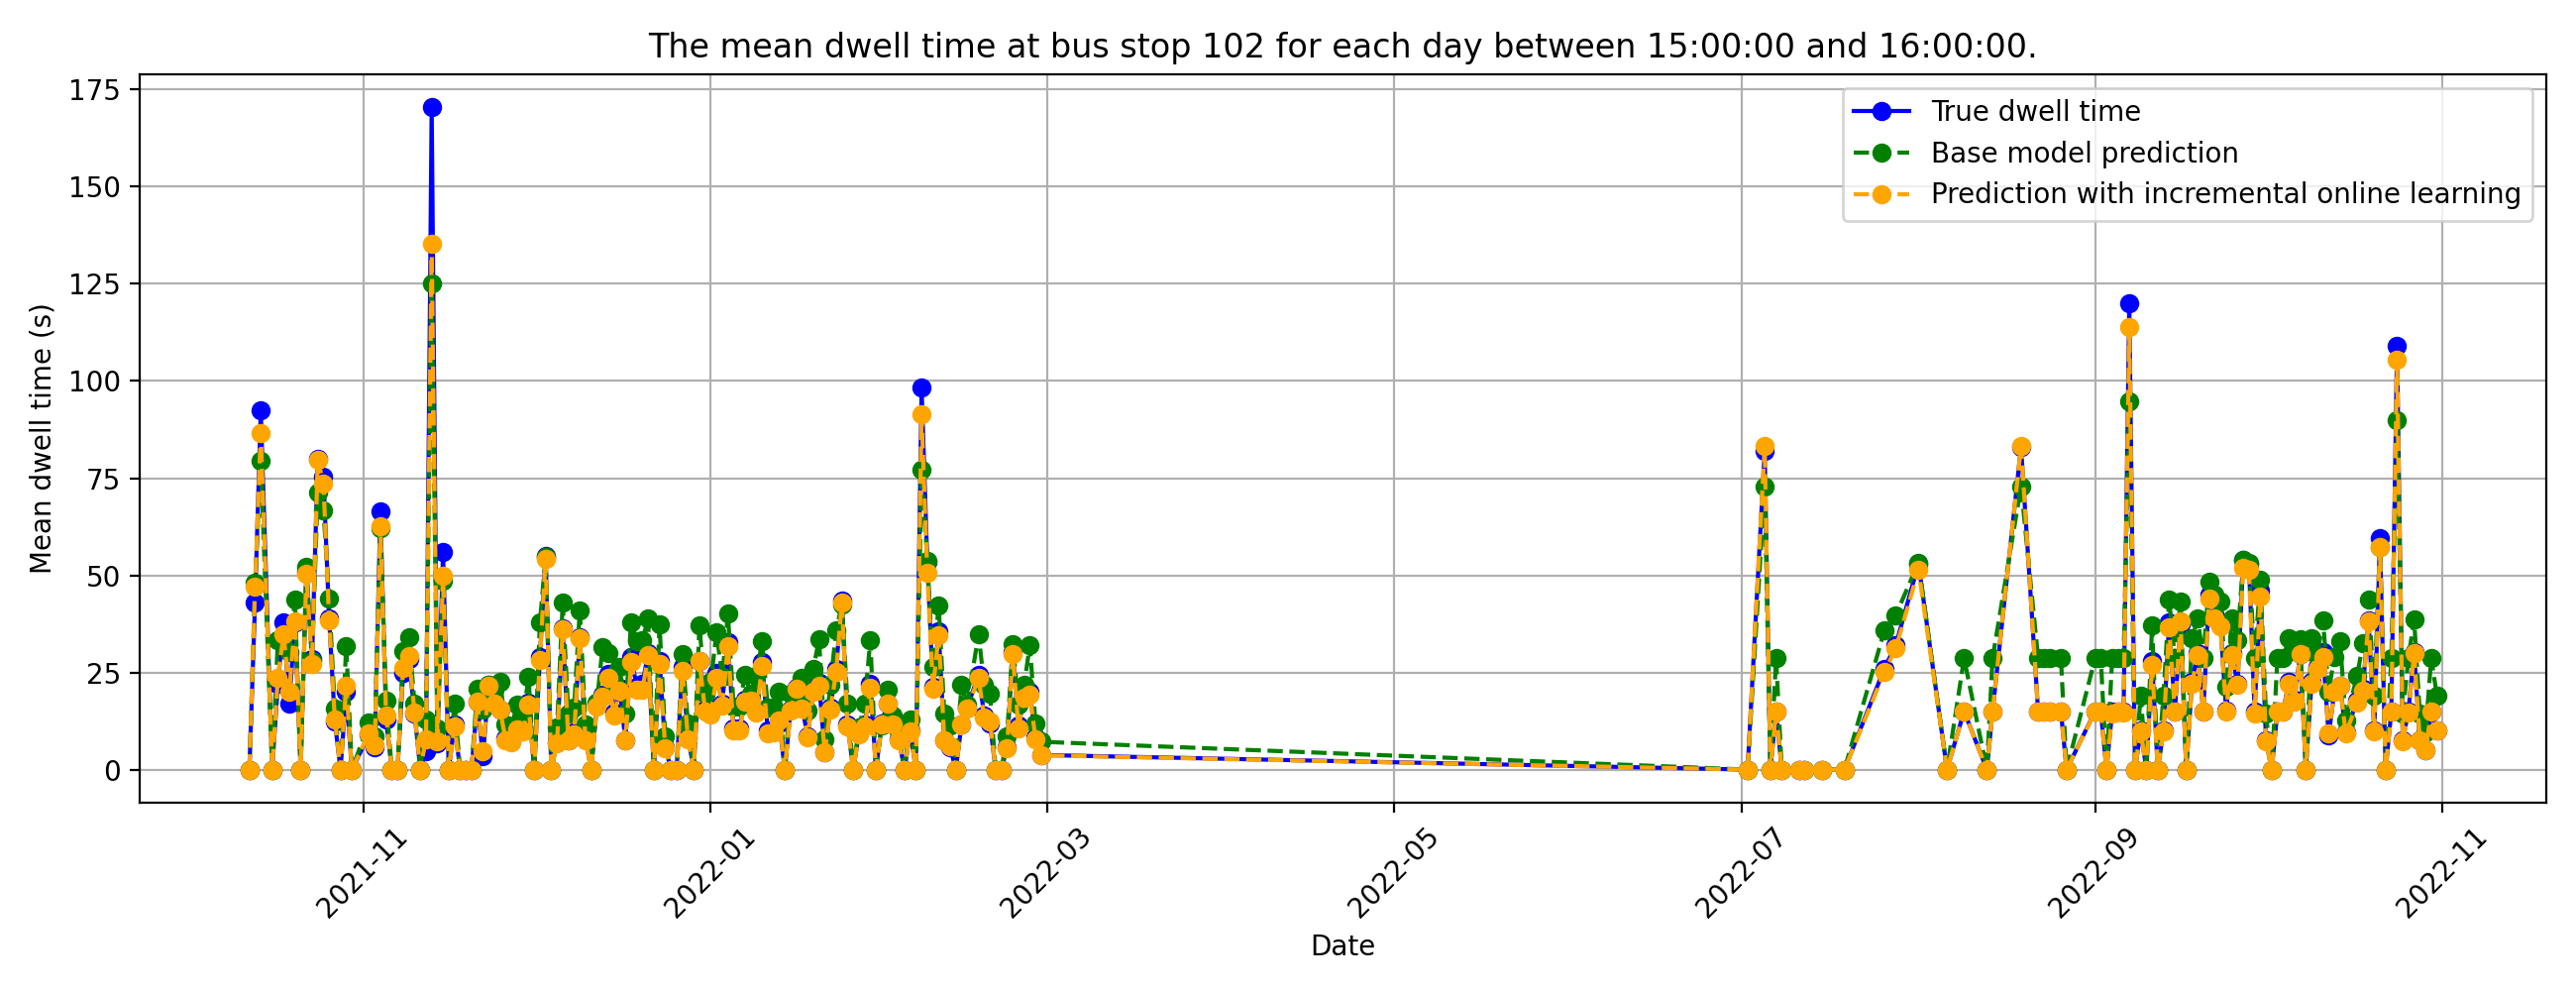 The mean dwell time at bus stop 102 for each day between 15:00:00 and 16:00:00.
True dwell time
Base model prediction
Prediction with incremental online learning
Mean dwell time (s)
175
150
125
100
75
50
25
0
2021-11
2022-01
2022-03
2022-05
2022-07
2022-09
2022-11
Date